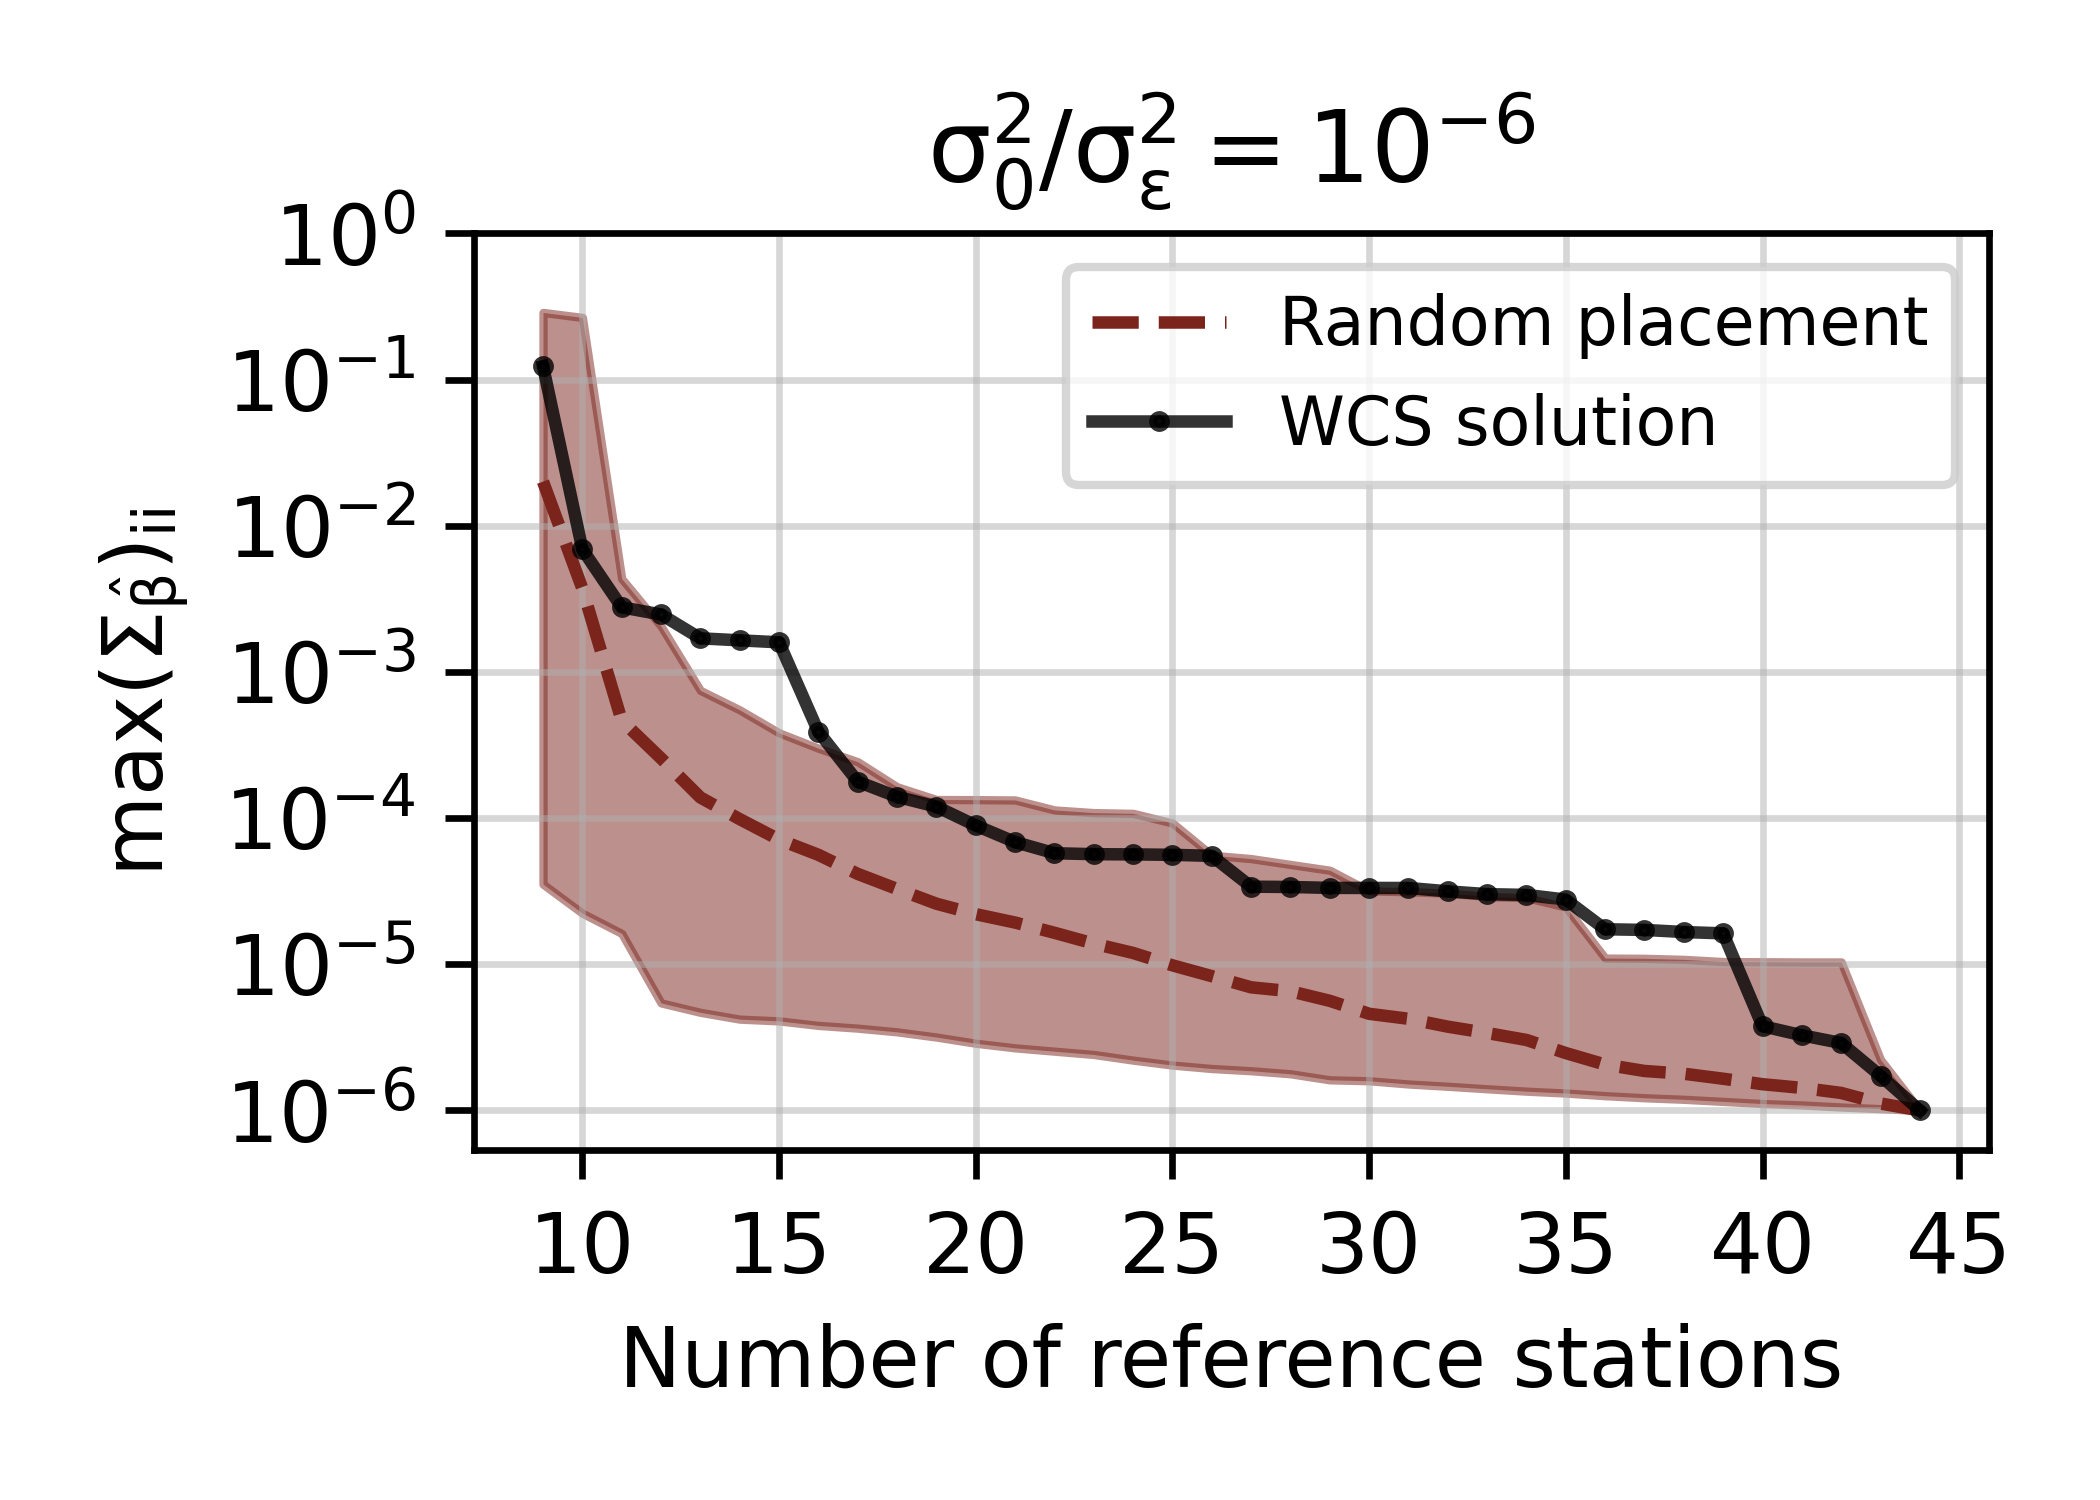 σ₀²/σ_ε² = 10⁻⁶
10⁰
10⁻¹
10⁻²
10⁻³
10⁻⁴
10⁻⁵
10⁻⁶
max(Σ_β̂)ᵢᵢ
Random placement
WCS solution
10 15 20 25 30 35 40 45
Number of reference stations